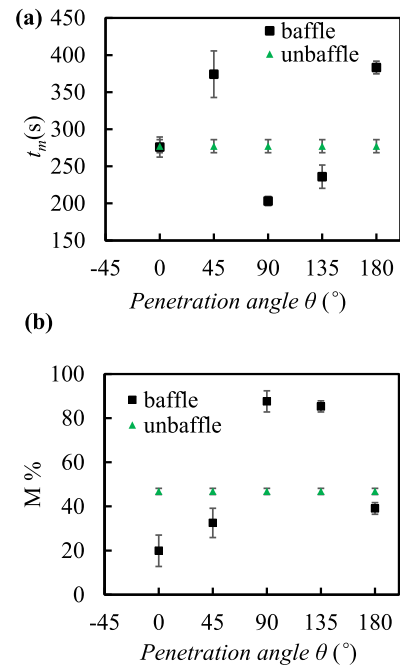 (a)
450
400
350
300
250
200
150
t_m(s)
baffle
unbaffle
-45 0 45 90 135 180
Penetration angle θ (°)
(b)
100
80
60
40
20
0
M %
baffle
unbaffle
-45 0 45 90 135 180
Penetration angle θ (°)